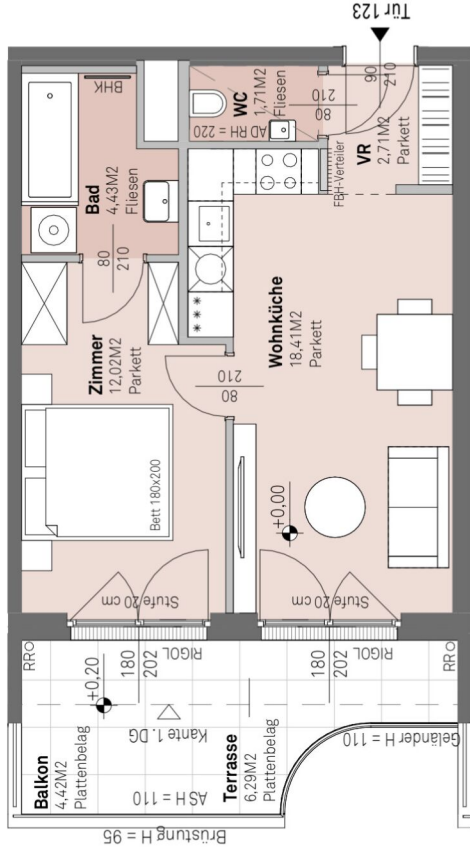 Tür 123
90
210
BHK
WC
1,71M2
Fliesen
AD RH = 220
80
210
VR
2,71M2
Parkett
FBH-Verteiler
Bad
4,43M2
Fliesen
80
210
Zimmer
12,02M2
Parkett
Wohnküche
18,41M2
Parkett
80
210
Bett 180x200
±0,00
Stufe 20 cm
Stufe 20 cm
RRO
180
202
RIGOL
180
202
RIGOL
RRO
+0,20
Kante 1. DG
Balkon
4,42M2
Plattenbelag
ASH = 110
Terrasse
6,29M2
Plattenbelag
Geländer H = 110
Brüstung H = 95